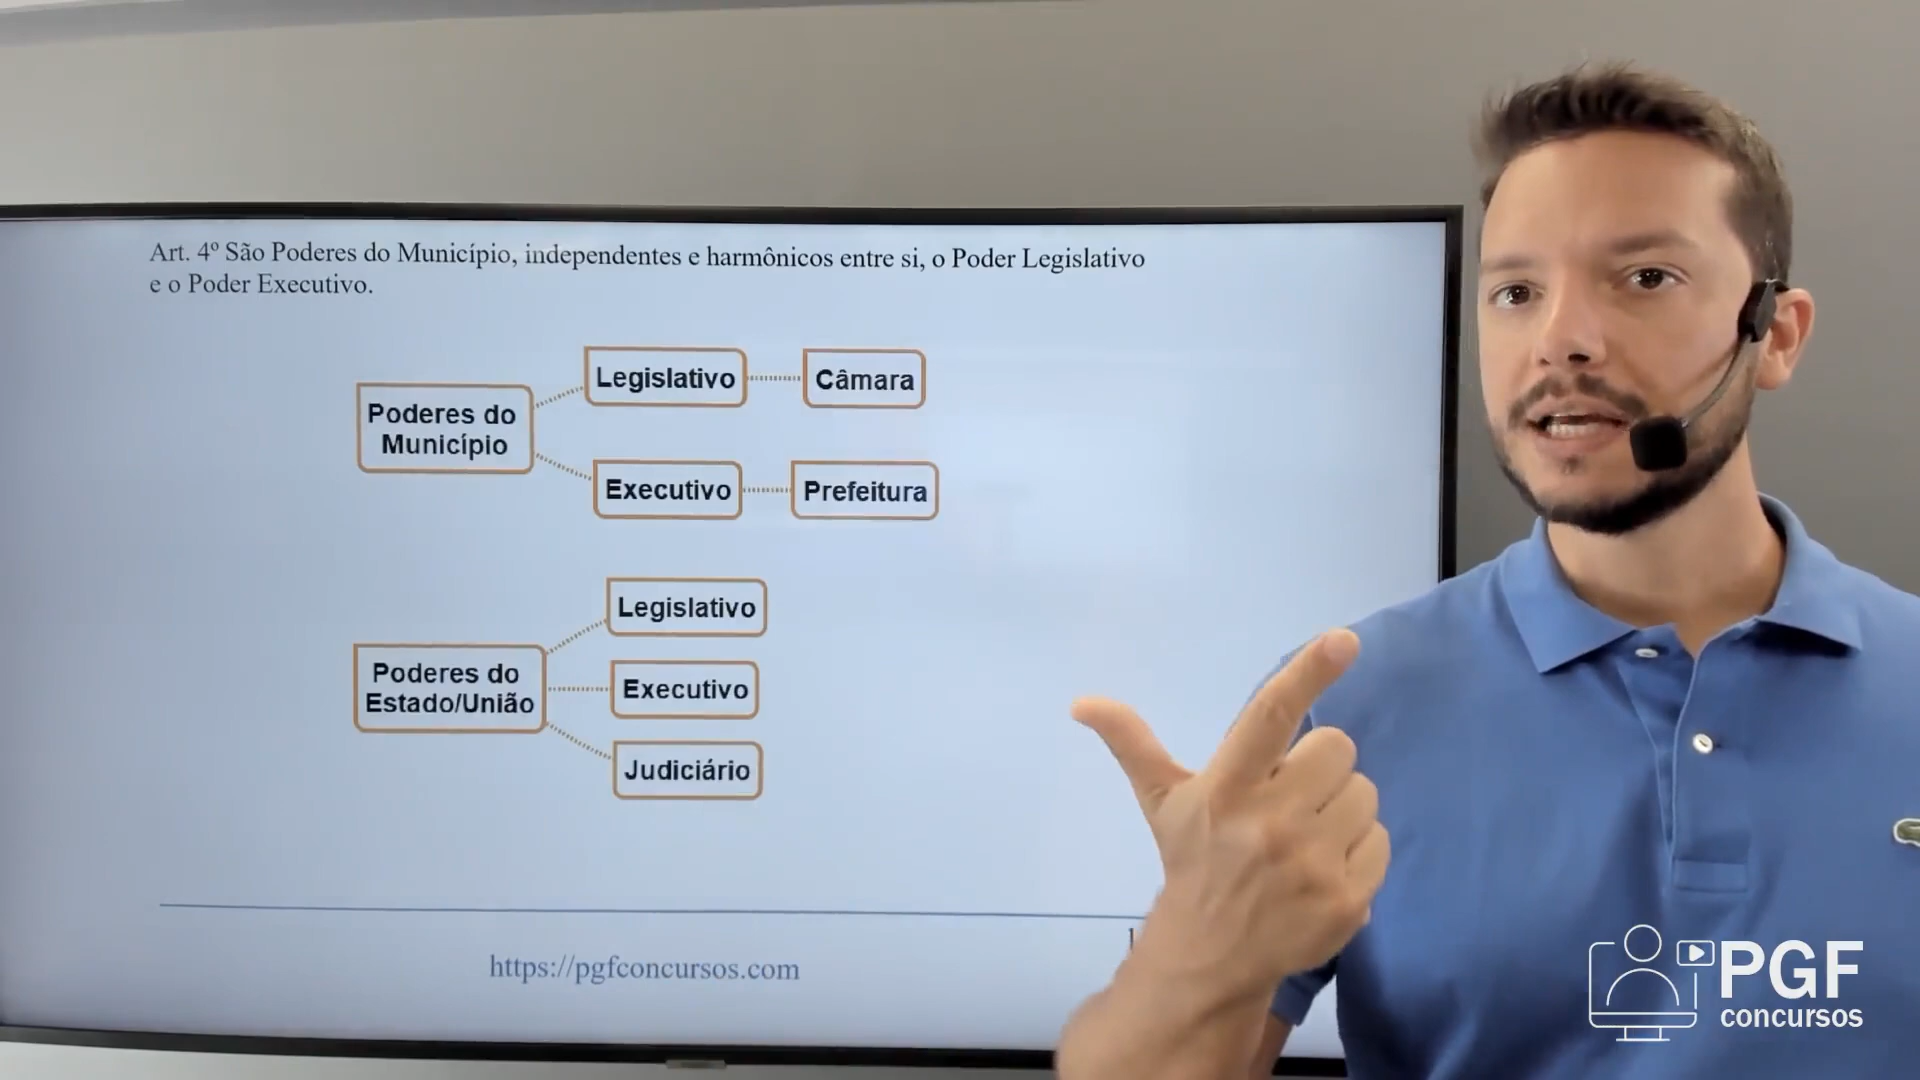 Art. 4º São Poderes do Município, independentes e harmônicos entre si, o Poder Legislativo
e o Poder Executivo.
Legislativo
Câmara
Poderes do
Município
Executivo
Prefeitura
Legislativo
Poderes do
Estado/União
Executivo
Judiciário
https://pgfconcursos.com
PGF
concursos